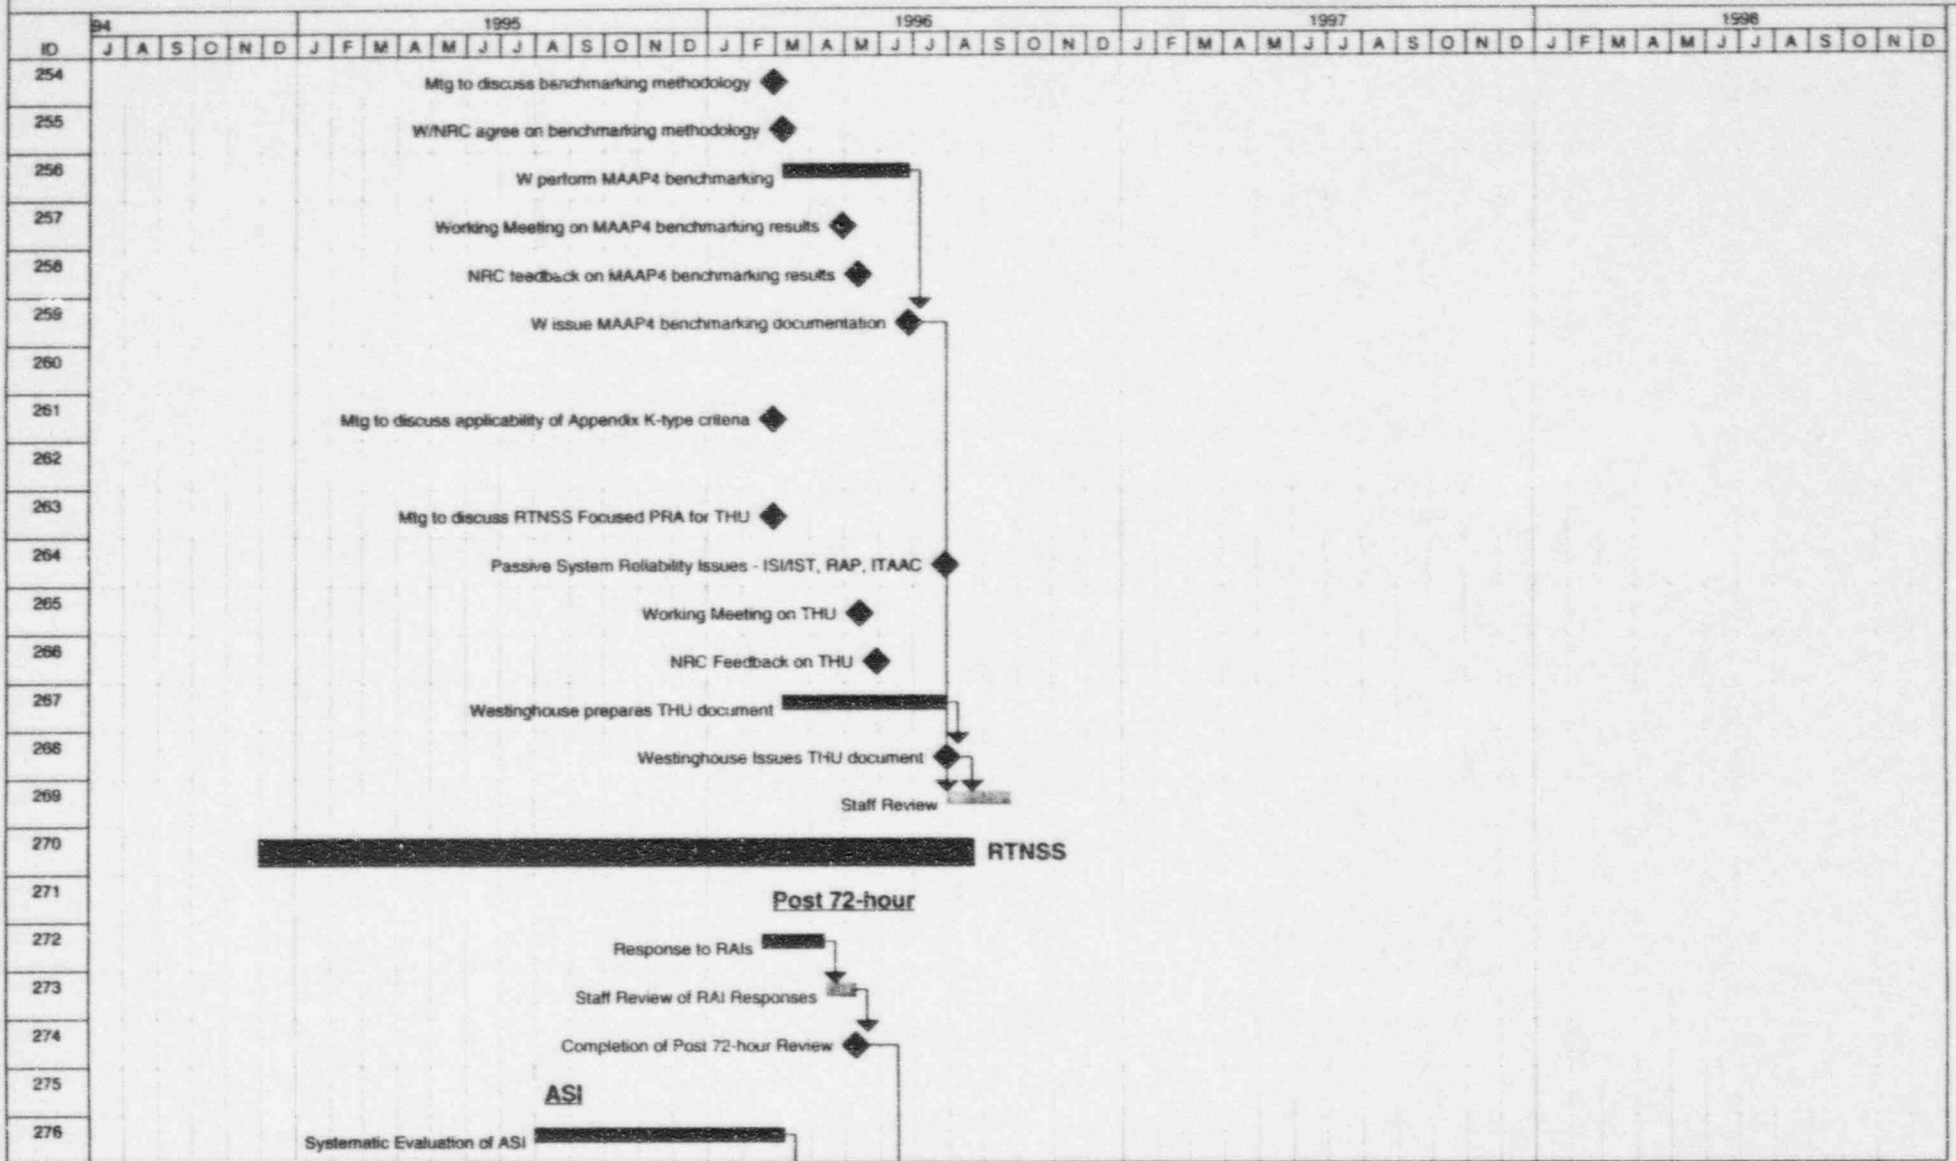 94 1995 1996 1997 1998
ID J A S O N D J F M A M J J A S O N D J F M A M J J A S O N D J F M A M J J A S O N D J F M A M J J A S O N D
254 Mtg to discuss benchmarking methodology
255 W/NRC agree on benchmarking methodology
256 W perform MAAP4 benchmarking
257 Working Meeting on MAAP4 benchmarking results
258 NRC feedback on MAAP4 benchmarking results
259 W issue MAAP4 benchmarking documentation
260
261 Mtg to discuss applicability of Appendix K-type criteria
262
263 Mtg to discuss RTNSS Focused PRA for THU
264 Passive System Reliability Issues - ISI/IST, RAP, ITAAC
265 Working Meeting on THU
266 NRC Feedback on THU
267 Westinghouse prepares THU document
268 Westinghouse Issues THU document
269 Staff Review
270 RTNSS
271 Post 72-hour
272 Response to RAIs
273 Staff Review of RAI Responses
274 Completion of Post 72-hour Review
275 ASI
276 Systematic Evaluation of ASI